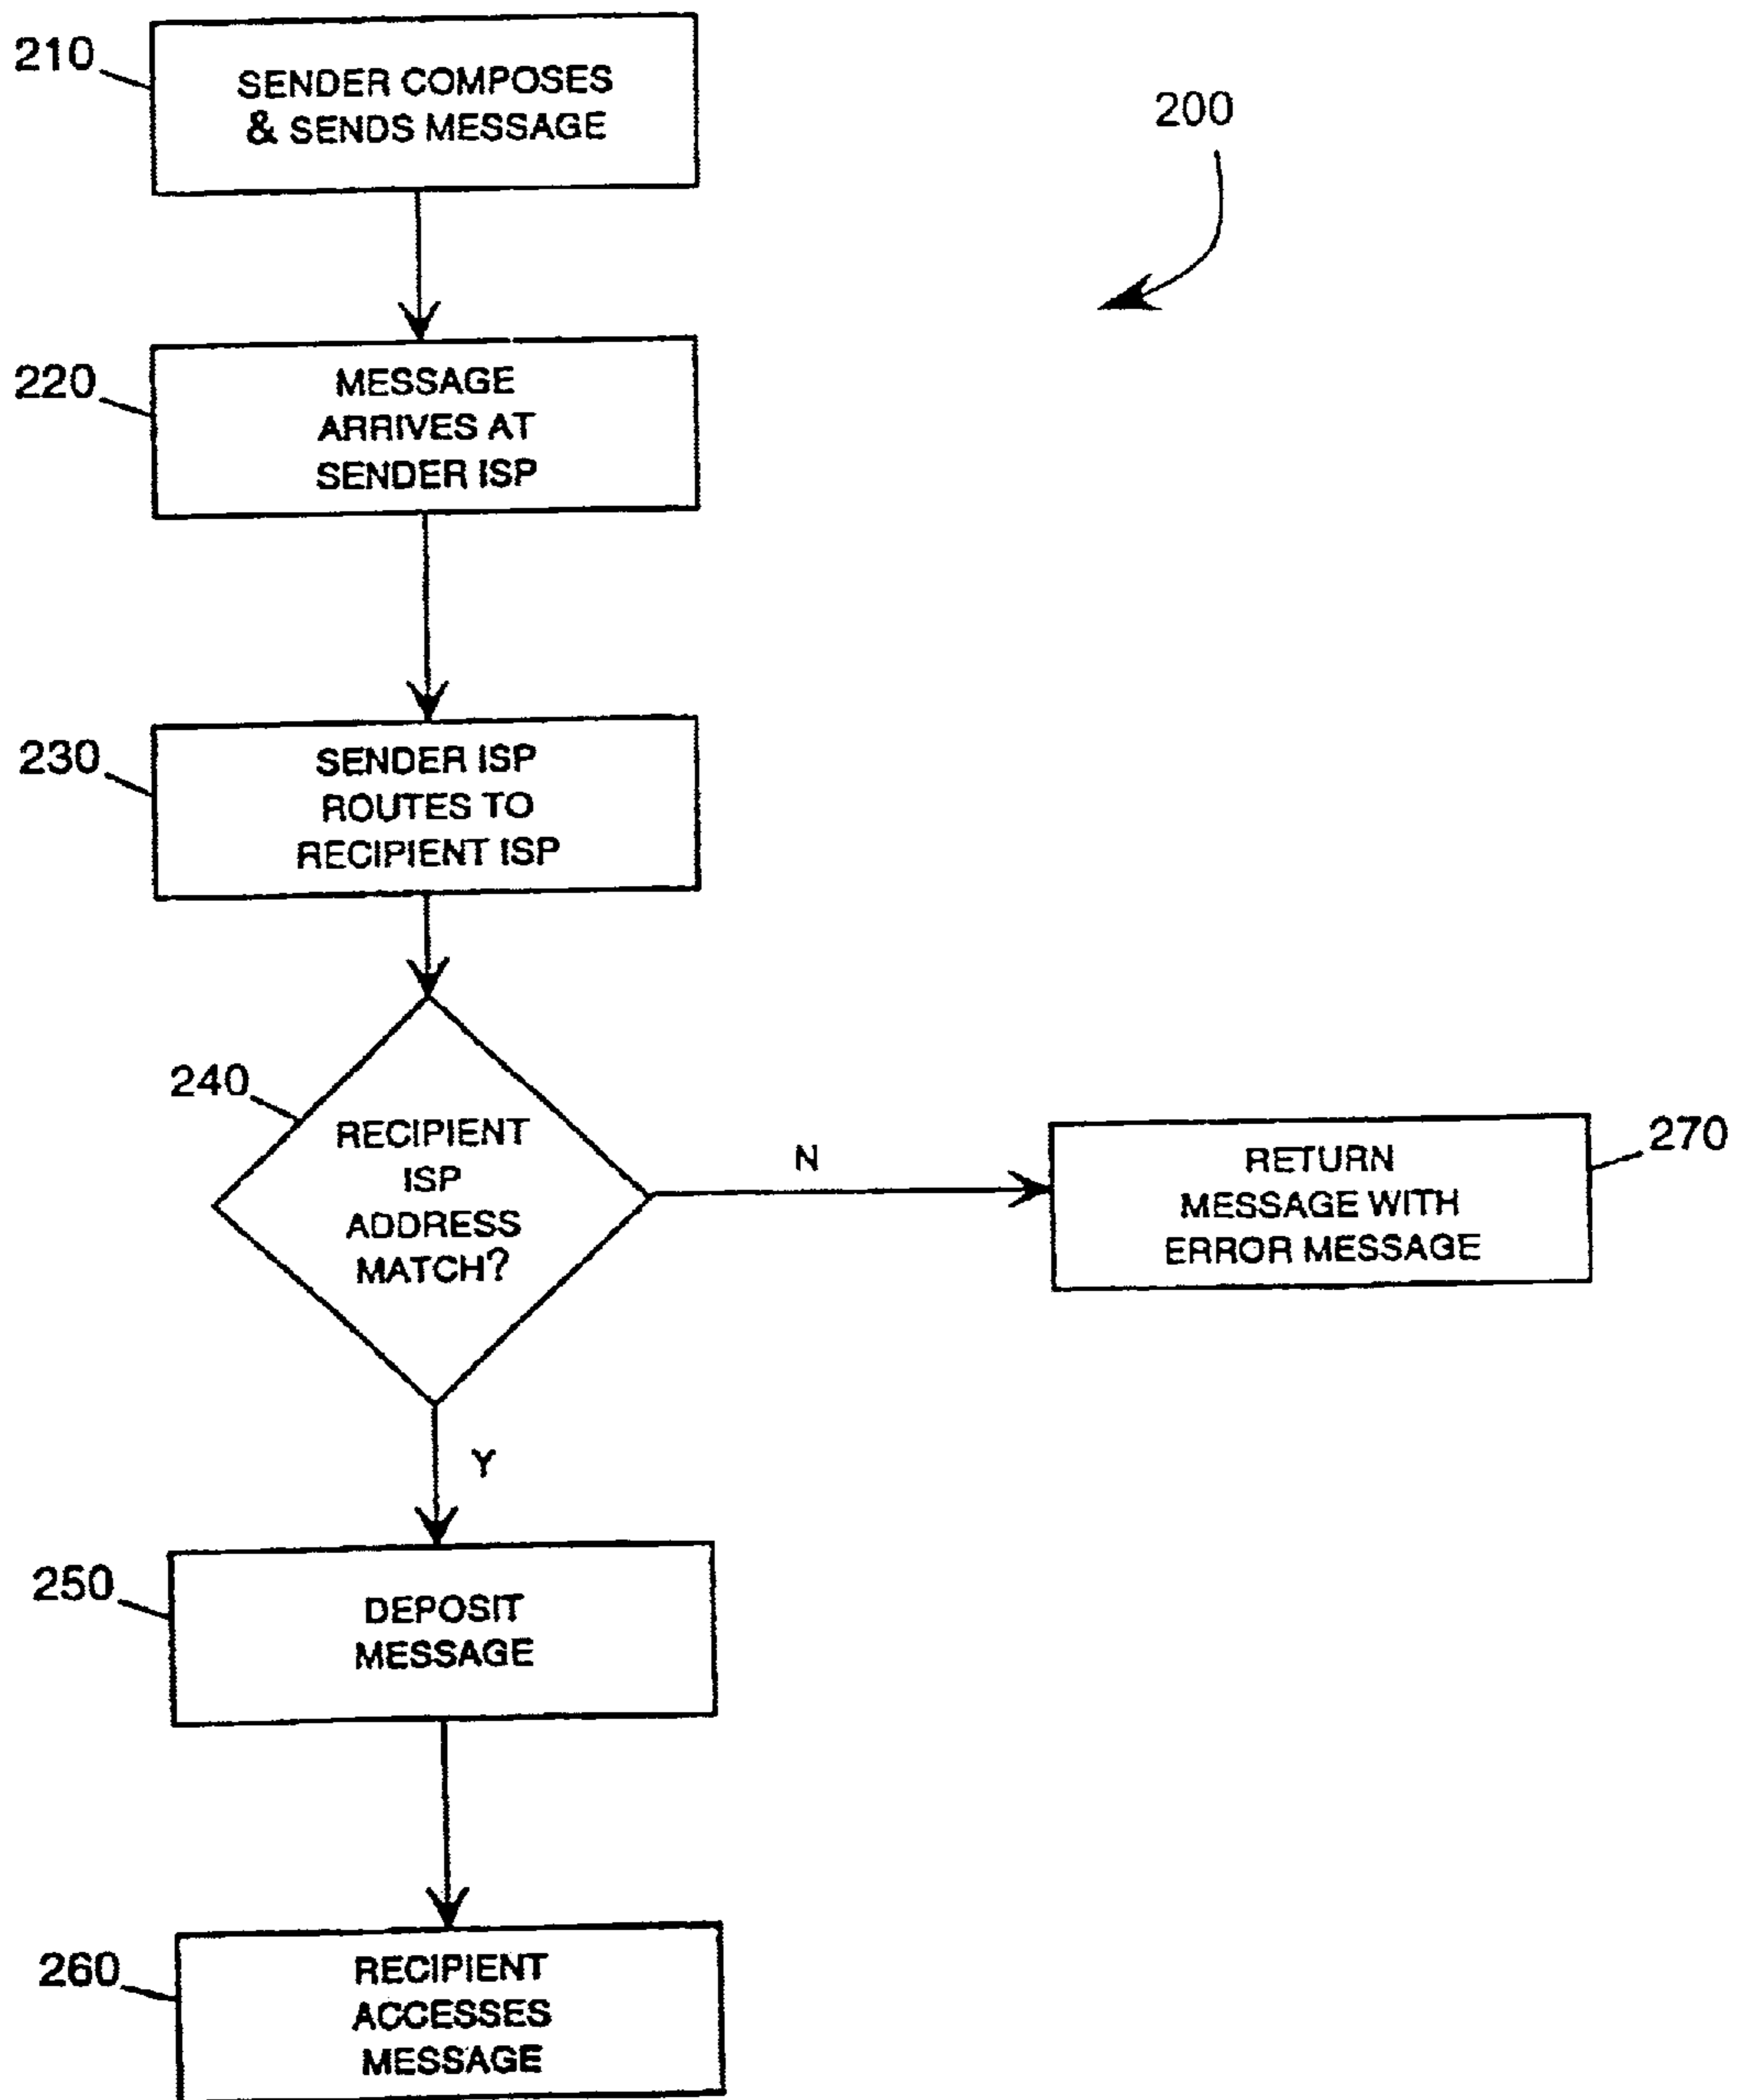 210
SENDER COMPOSES
& SENDS MESSAGE
200
220
MESSAGE
ARRIVES AT
SENDER ISP
230
SENDER ISP
ROUTES TO
RECIPIENT ISP
240
RECIPIENT
ISP
ADDRESS
MATCH?
N
RETURN
MESSAGE WITH
ERROR MESSAGE
270
Y
250
DEPOSIT
MESSAGE
260
RECIPIENT
ACCESSES
MESSAGE